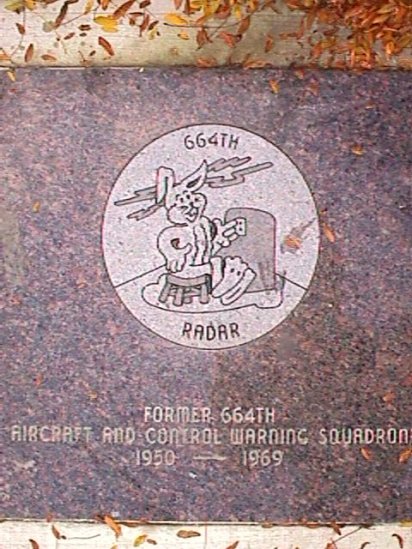 664TH
RADAR
FORMER 664TH
AIRCRAFT AND CONTROL WARNING SQUADRON
1950 — 1969